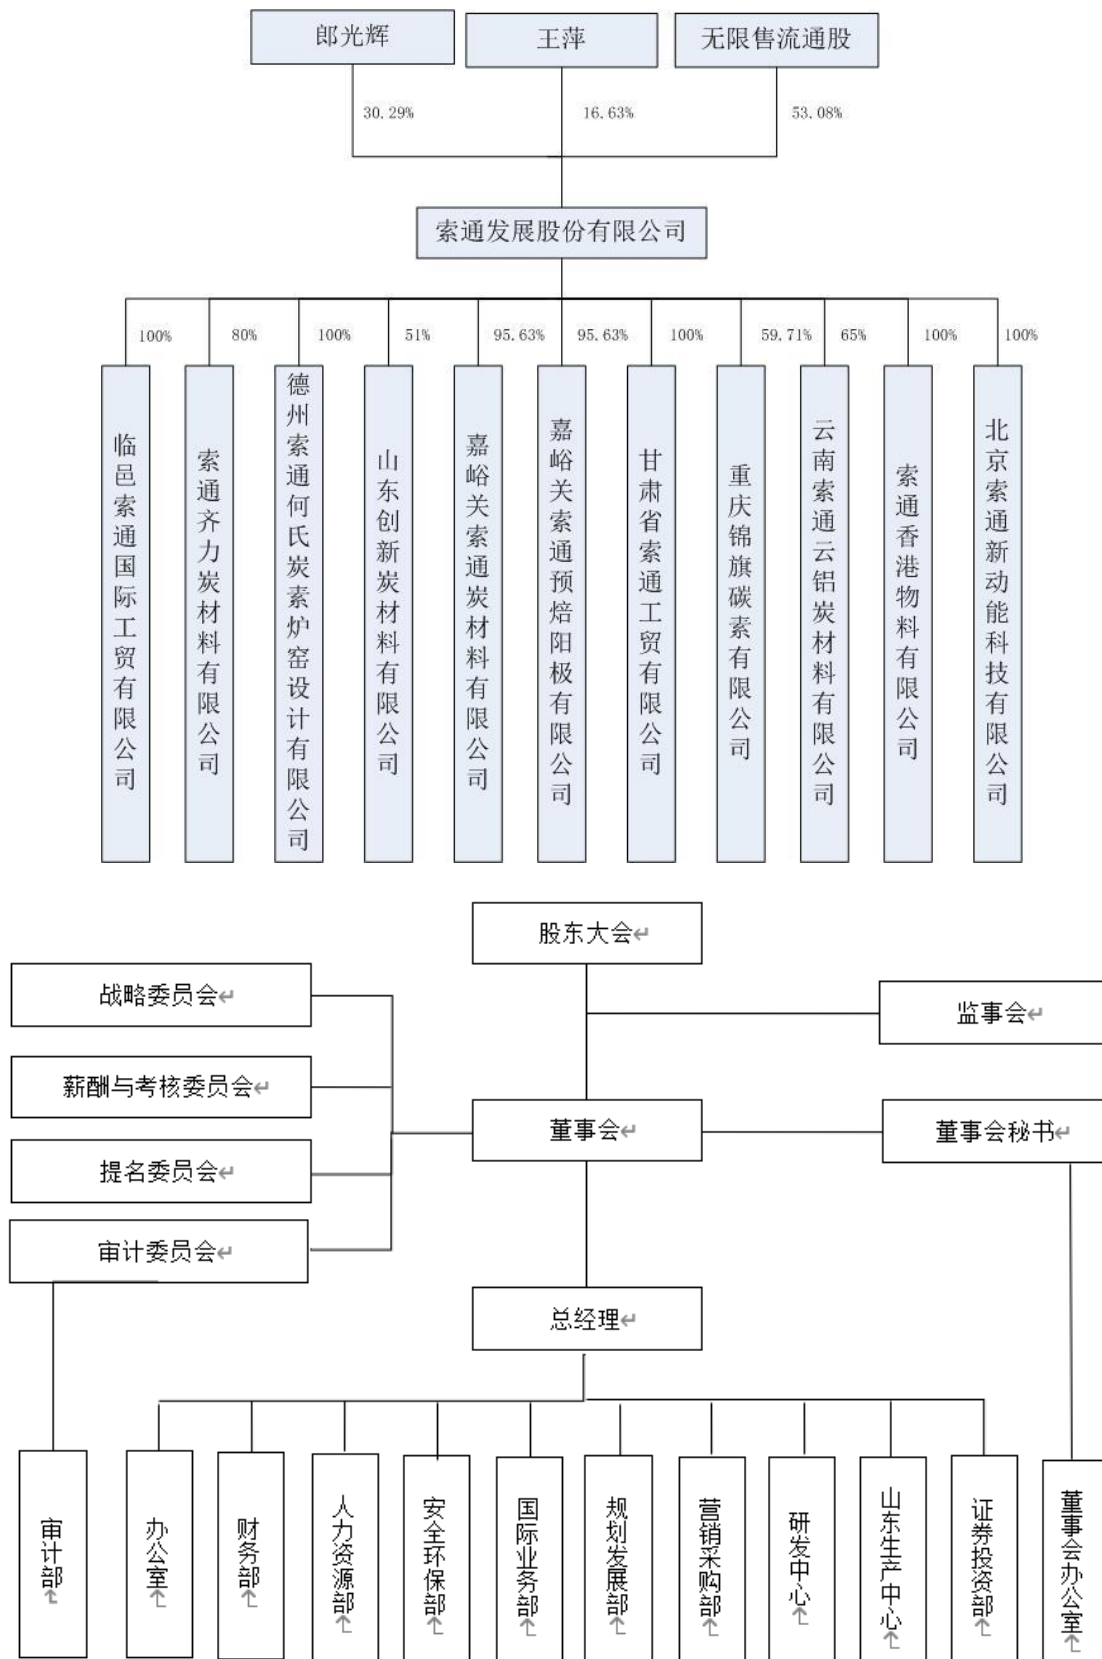 郎光辉
王萍
无限售流通股
30.29%
16.63%
53.08%
索通发展股份有限公司
100%
80%
100%
51%
95.63%
95.63%
100%
59.71%
65%
100%
100%
临邑索通国际工贸有限公司
索通齐力炭材料有限公司
德州索通何氏炭素炉窑设计有限公司
山东创新炭材料有限公司
嘉峪关索通炭材料有限公司
嘉峪关索通预焙阳极有限公司
甘肃省索通工贸有限公司
重庆锦旗碳素有限公司
云南索通云铝炭材料有限公司
索通香港物料有限公司
北京索通新动能科技有限公司
股东大会↵
战略委员会↵
监事会↵
薪酬与考核委员会↵
董事会↵
董事会秘书↵
提名委员会↵
审计委员会↵
总经理↵
审计部↵
办公室↵
财务部↵
人力资源部↵
安全环保部↵
国际业务部↵
规划发展部↵
营销采购部↵
研发中心↵
山东生产中心↵
证券投资部↵
董事会办公室↵